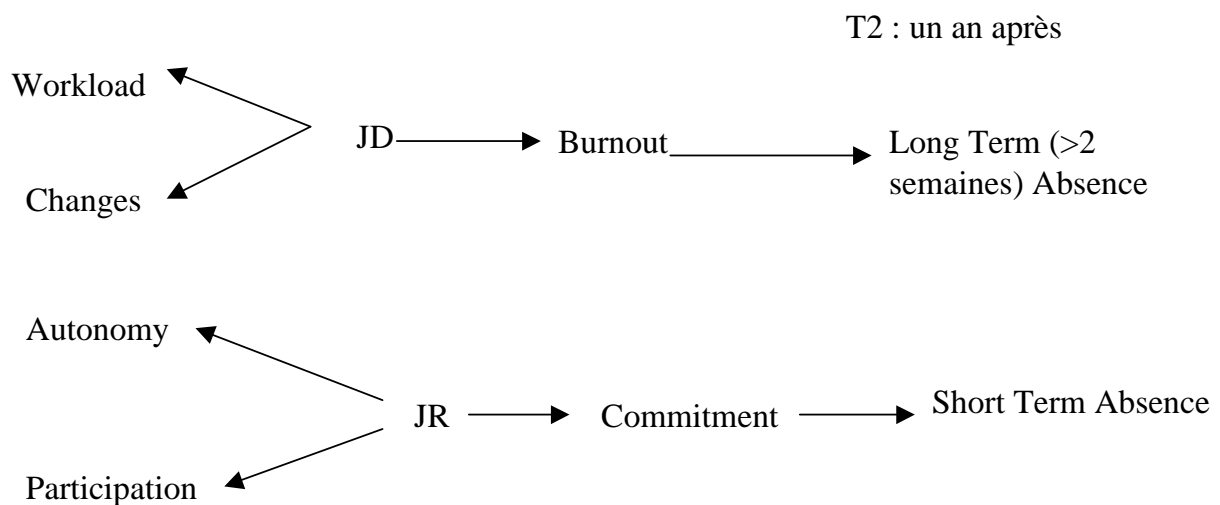 T2 : un an après
Workload
JD
Burnout
Long Term (>2
semaines) Absence
Changes
Autonomy
JR
Commitment
Short Term Absence
Participation